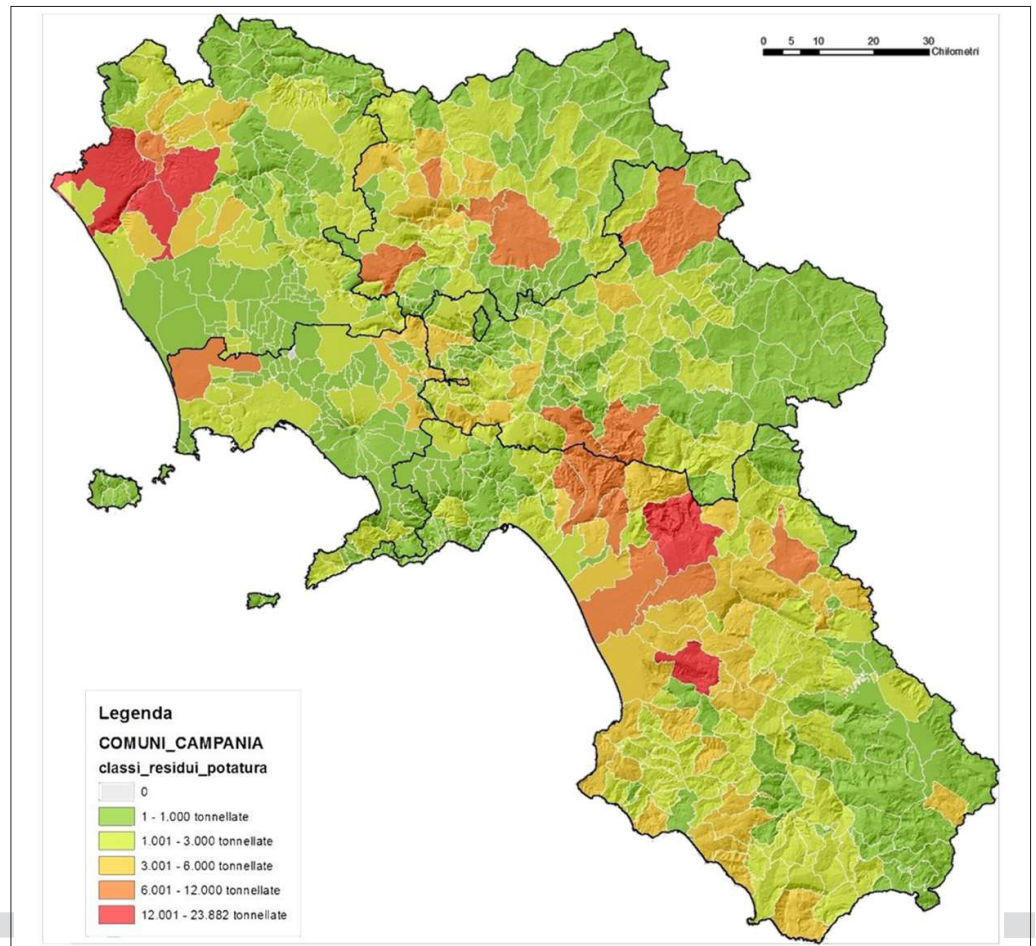 0 5 10 20 30
Chilometri
Legenda
COMUNI_CAMPANIA
classi_residui_potatura
0
1 - 1.000 tonnellate
1.001 - 3.000 tonnellate
3.001 - 6.000 tonnellate
6.001 - 12.000 tonnellate
12.001 - 23.882 tonnellate